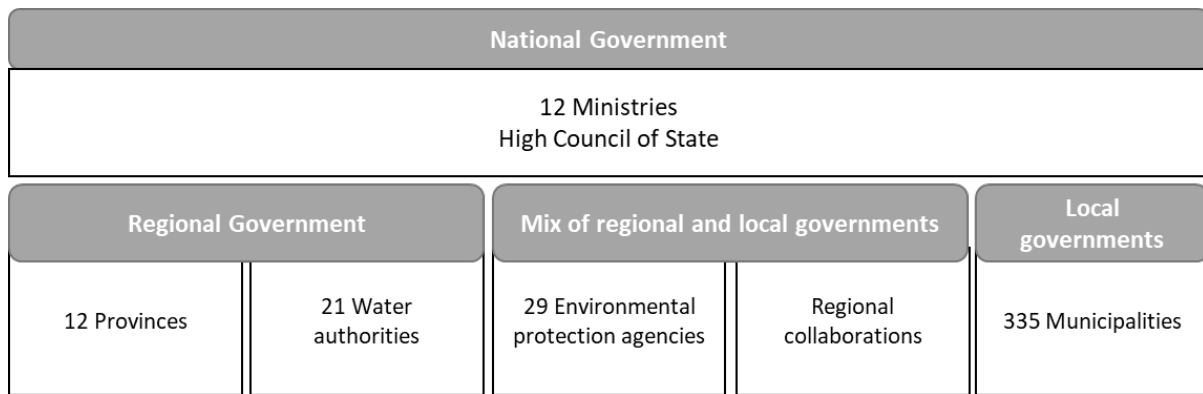 National Government
12 Ministries
High Council of State
Regional Government
Mix of regional and local governments
Local
governments
12 Provinces
21 Water
authorities
29 Environmental
protection agencies
Regional
collaborations
335 Municipalities